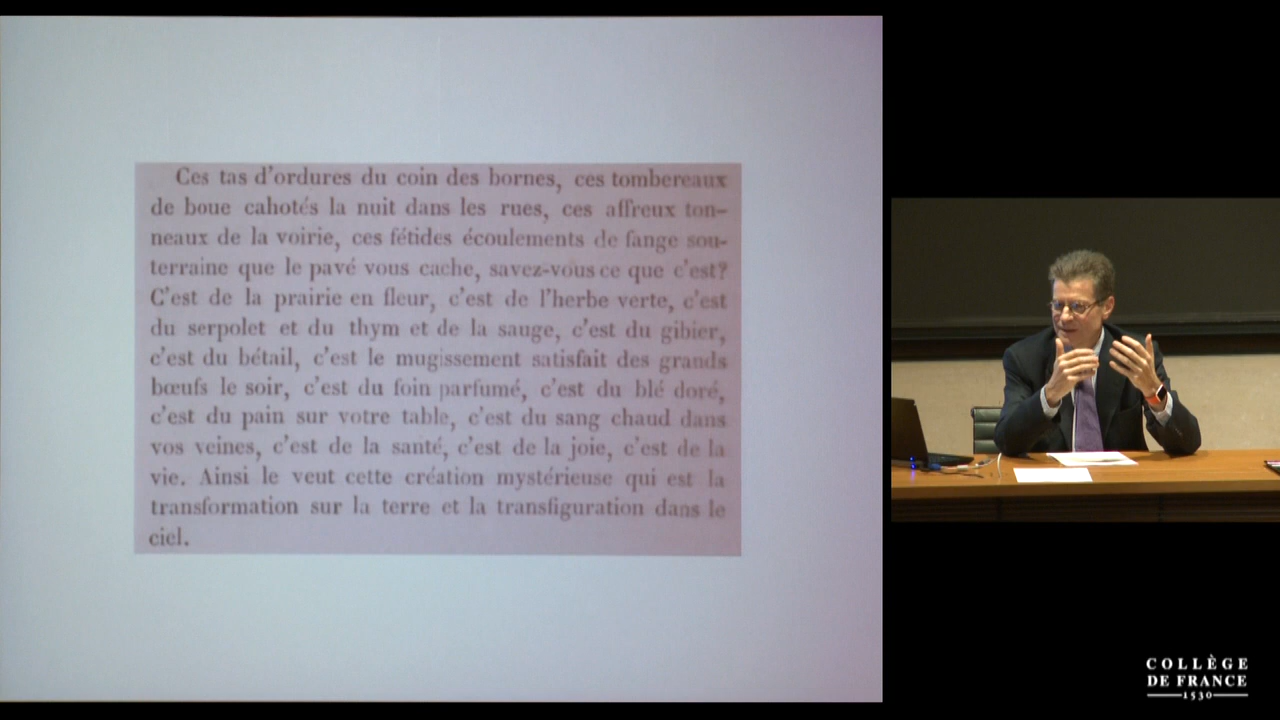 Ces tas d'ordures du coin des bornes, ces tombereaux
de boue cahotés la nuit dans les rues, ces affreux ton-
neaux de la voirie, ces fétides écoulements de fange sou-
terraine que le pavé vous cache, savez-vous ce que c'est?
C'est de la prairie en fleur, c'est de l'herbe verte, c'est
du serpolet et du thym et de la sauge, c'est du gibier,
c'est du bétail, c'est le mugissement satisfait des grands
bœufs le soir, c'est du foin parfumé, c'est du blé doré,
c'est du pain sur votre table, c'est du sang chaud dans
vos veines, c'est de la santé, c'est de la joie, c'est de la
vie. Ainsi le veut cette création mystérieuse qui est la
transformation sur la terre et la transfiguration dans le
ciel.
COLLÈGE
DE FRANCE
1530